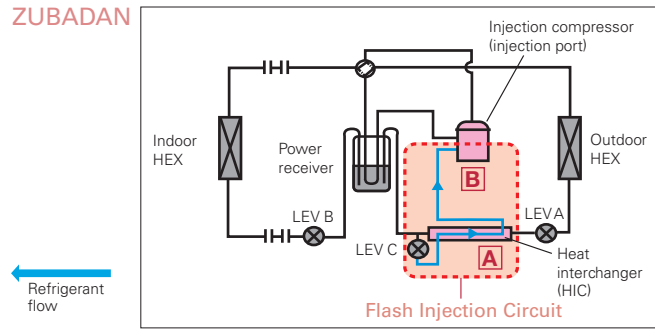 ZUBADAN
Injection compressor
(injection port)
Indoor
HEX
Power
receiver
Outdoor
HEX
B
LEV B
LEV A
LEV C
A
Heat
interchanger
(HIC)
Refrigerant
flow
Flash Injection Circuit